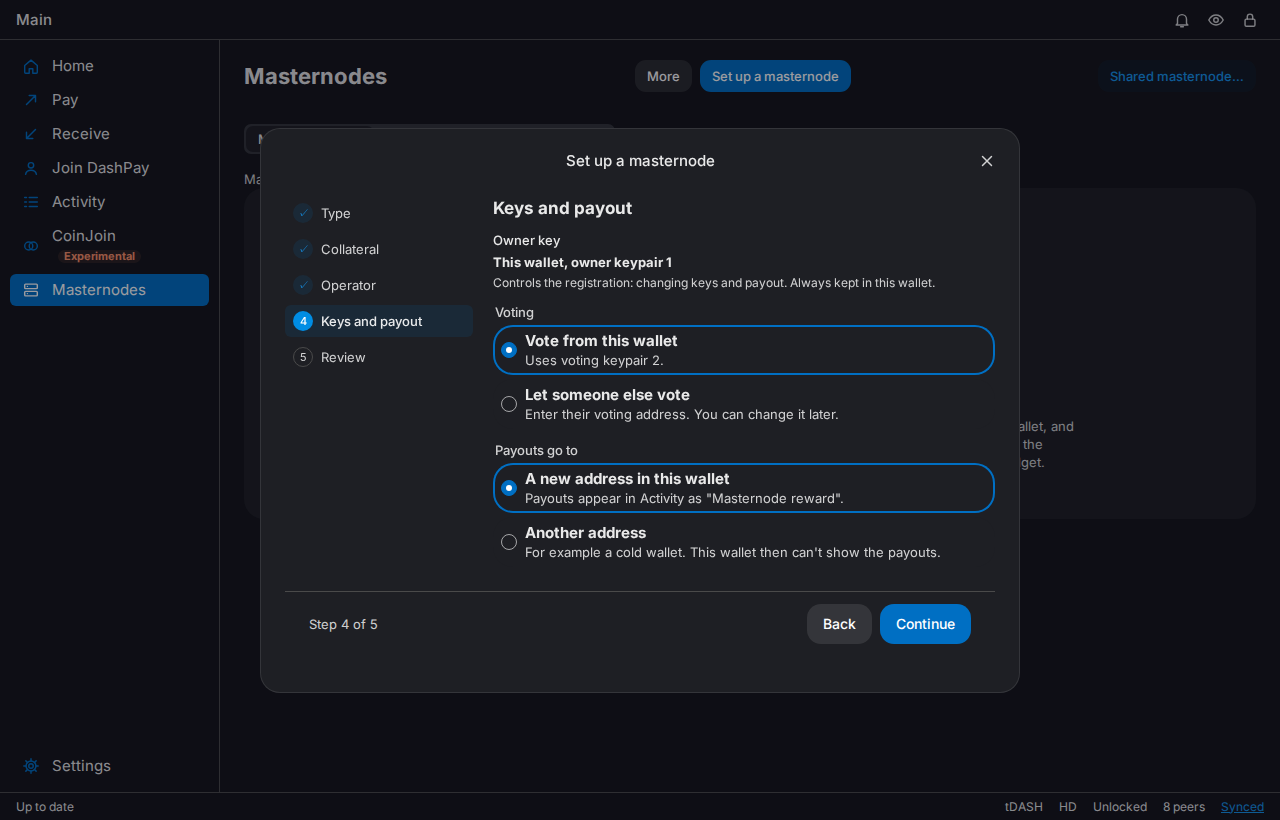 Main
Home
Pay
Receive
Join DashPay
Activity
CoinJoin
Experimental
Masternodes
Settings
Masternodes
More
Set up a masternode
Shared masternode...
Set up a masternode
Type
Collateral
Operator
4 Keys and payout
5 Review
Keys and payout
Owner key
This wallet, owner keypair 1
Controls the registration: changing keys and payout. Always kept in this wallet.
Voting
Vote from this wallet
Uses voting keypair 2.
Let someone else vote
Enter their voting address. You can change it later.
Payouts go to
A new address in this wallet
Payouts appear in Activity as "Masternode reward".
Another address
For example a cold wallet. This wallet then can't show the payouts.
Step 4 of 5
Back
Continue
and
the
Up to date
tDASH
HD
Unlocked
8 peers
Synced